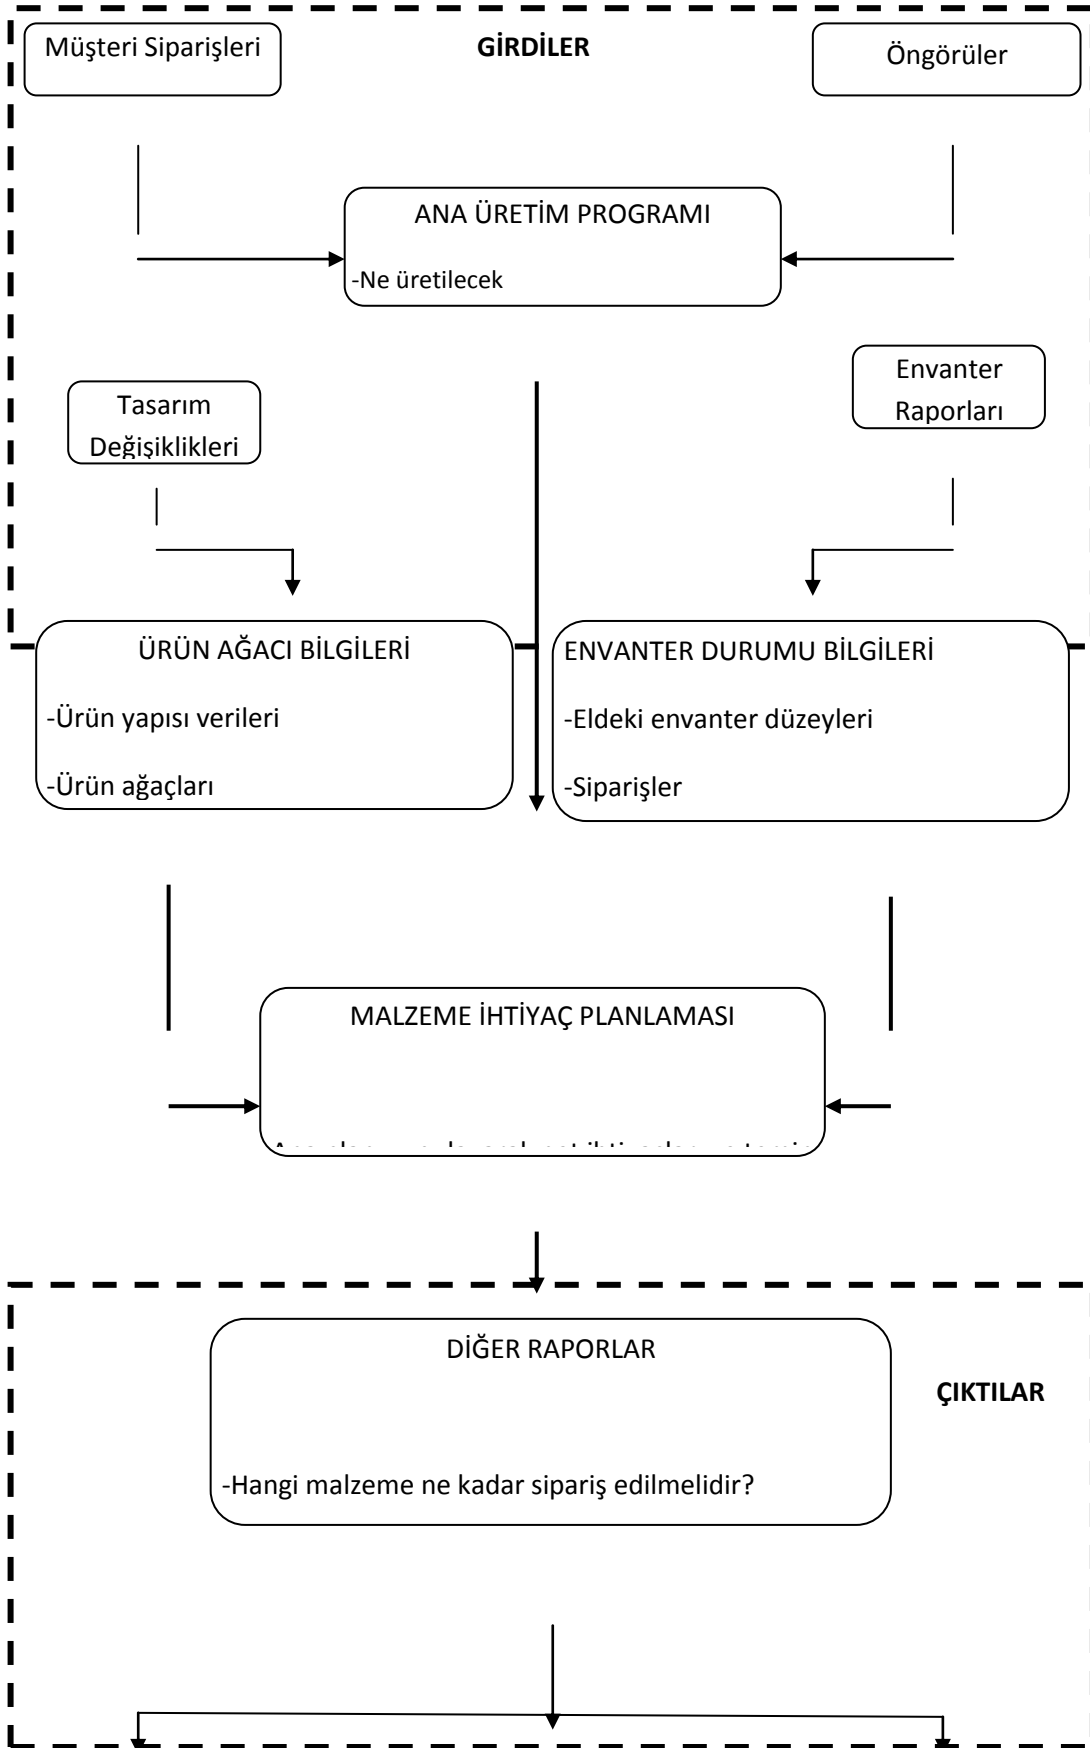 Müşteri Siparişleri
GİRDİLER
Öngörüler
ANA ÜRETİM PROGRAMI
-Ne üretilecek
Envanter
Raporları
Tasarım
Değişiklikleri
ÜRÜN AĞACI BİLGİLERİ
-Ürün yapısı verileri
-Ürün ağaçları
ENVANTER DURUMU BİLGİLERİ
-Eldeki envanter düzeyleri
-Siparişler
MALZEME İHTİYAÇ PLANLAMASI
DİĞER RAPORLAR
ÇIKTILAR
-Hangi malzeme ne kadar sipariş edilmelidir?